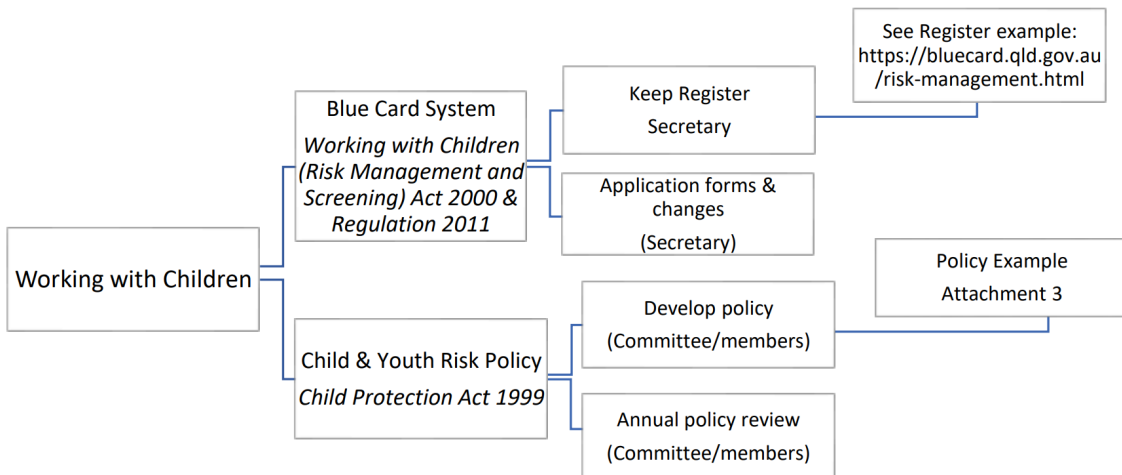 Working with Children
Blue Card System
Working with Children
(Risk Management and
Screening) Act 2000 &
Regulation 2011
Keep Register
Secretary
See Register example:
https://bluecard.qld.gov.au
/risk-management.html
Application forms &
changes
(Secretary)
Child & Youth Risk Policy
Child Protection Act 1999
Develop policy
(Committee/members)
Policy Example
Attachment 3
Annual policy review
(Committee/members)